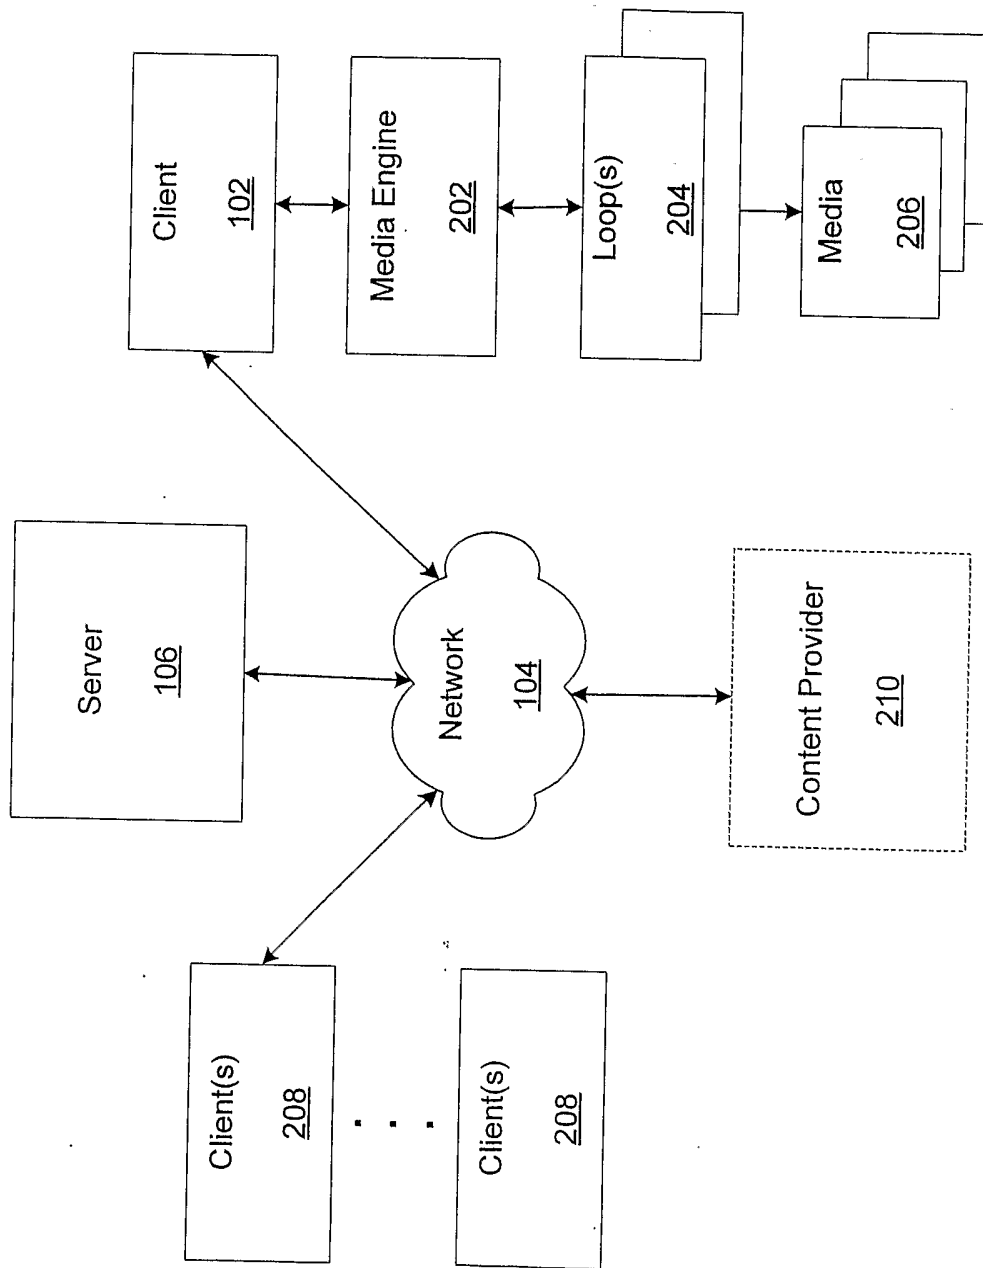 Client(s)
208
Client(s)
208
Server
106
Network
104
Content Provider
210
Client
102
Media Engine
202
Loop(s)
204
Media
206